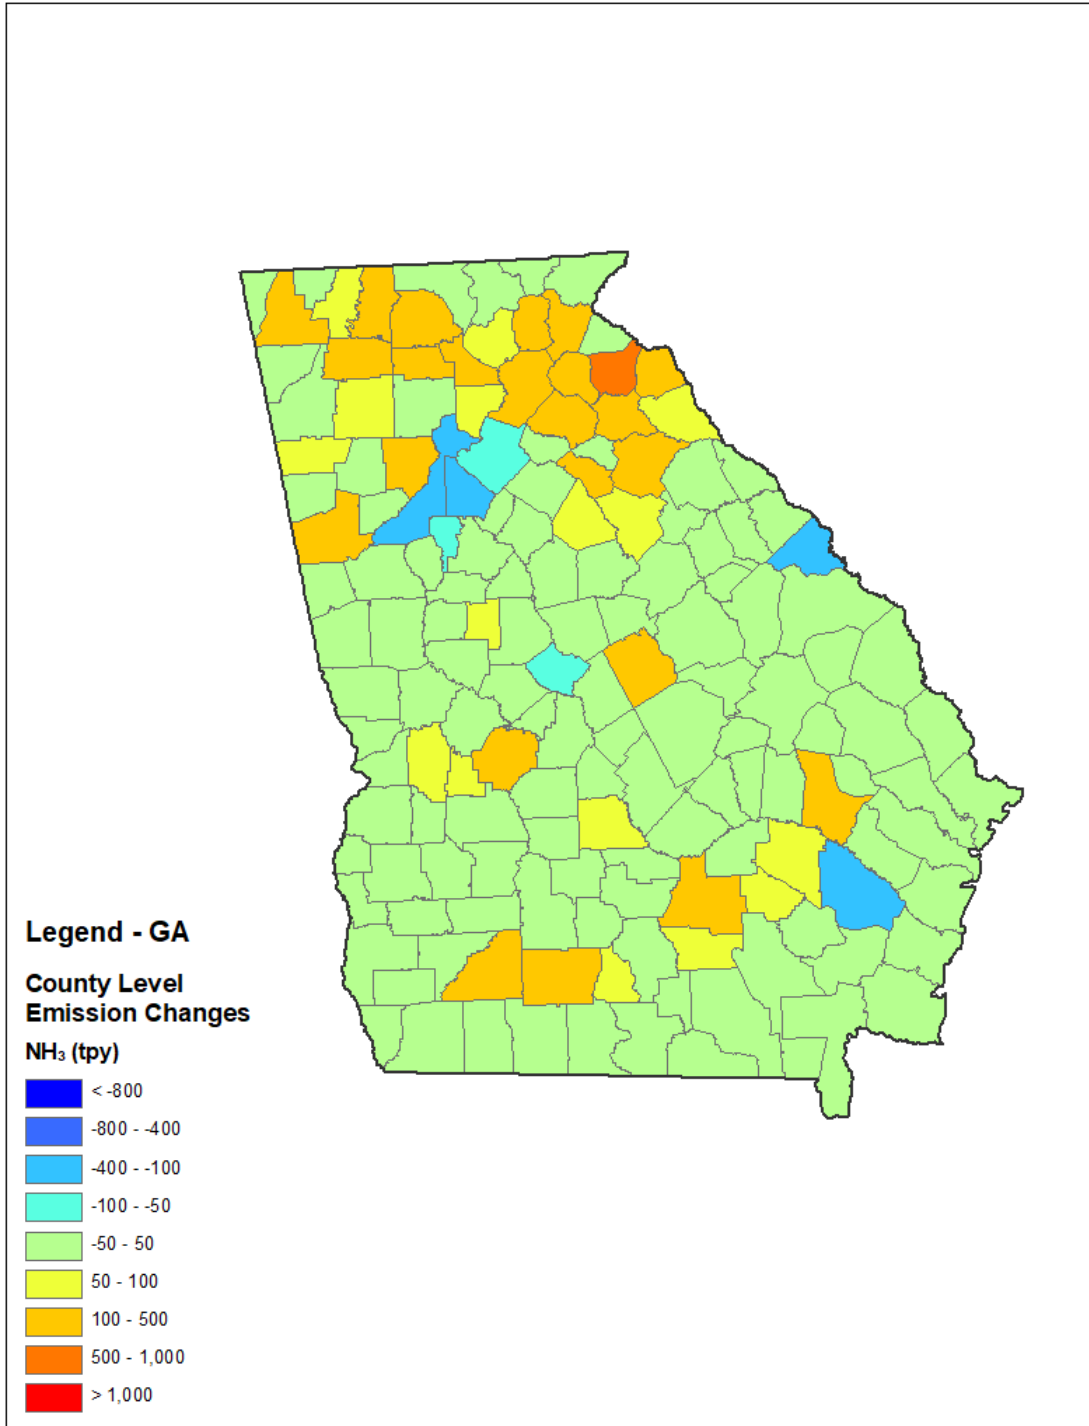 Legend - GA
County Level
Emission Changes
NH₃ (tpy)
< -800
-800 - -400
-400 - -100
-100 - -50
-50 - 50
50 - 100
100 - 500
500 - 1,000
> 1,000